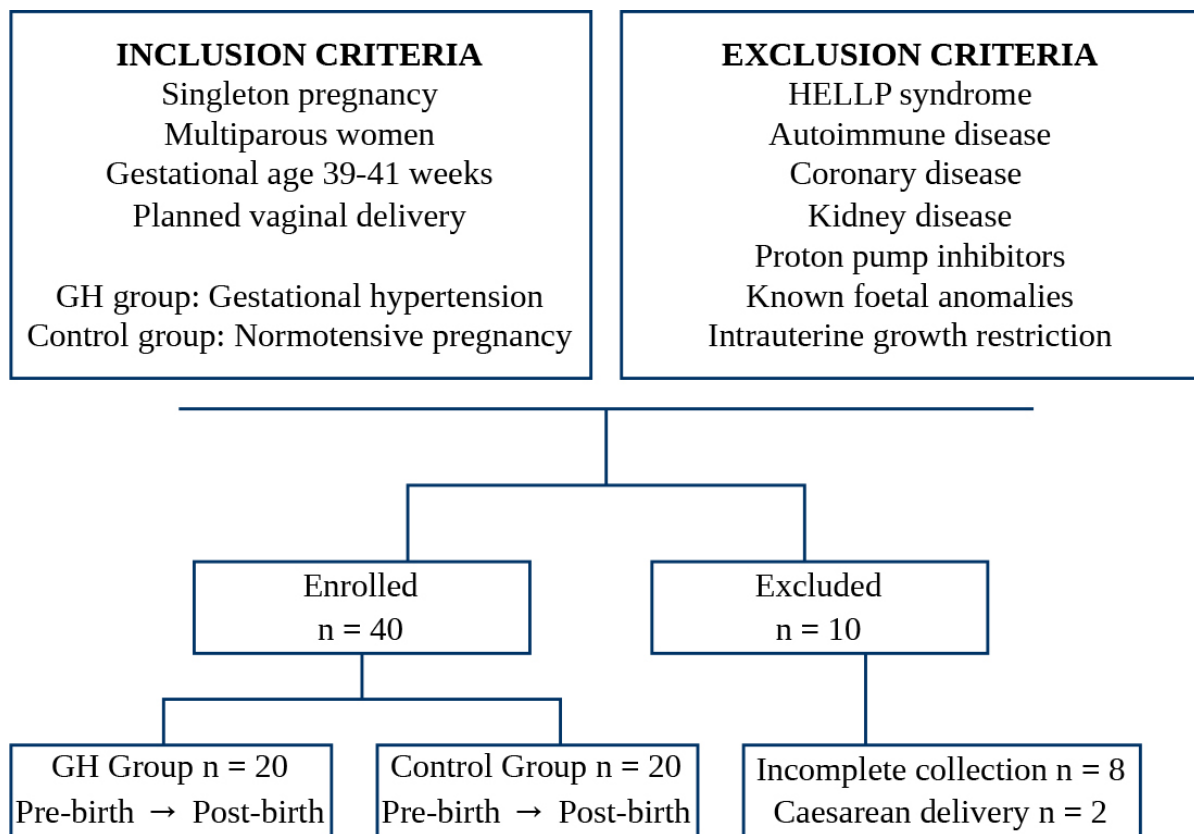 INCLUSION CRITERIA
Singleton pregnancy
Multiparous women
Gestational age 39-41 weeks
Planned vaginal delivery
GH group: Gestational hypertension
Control group: Normotensive pregnancy
EXCLUSION CRITERIA
HELLP syndrome
Autoimmune disease
Coronary disease
Kidney disease
Proton pump inhibitors
Known foetal anomalies
Intrauterine growth restriction
Enrolled
n = 40
Excluded
n = 10
GH Group n = 20
Pre-birth → Post-birth
Control Group n = 20
Pre-birth → Post-birth
Incomplete collection n = 8
Caesarean delivery n = 2